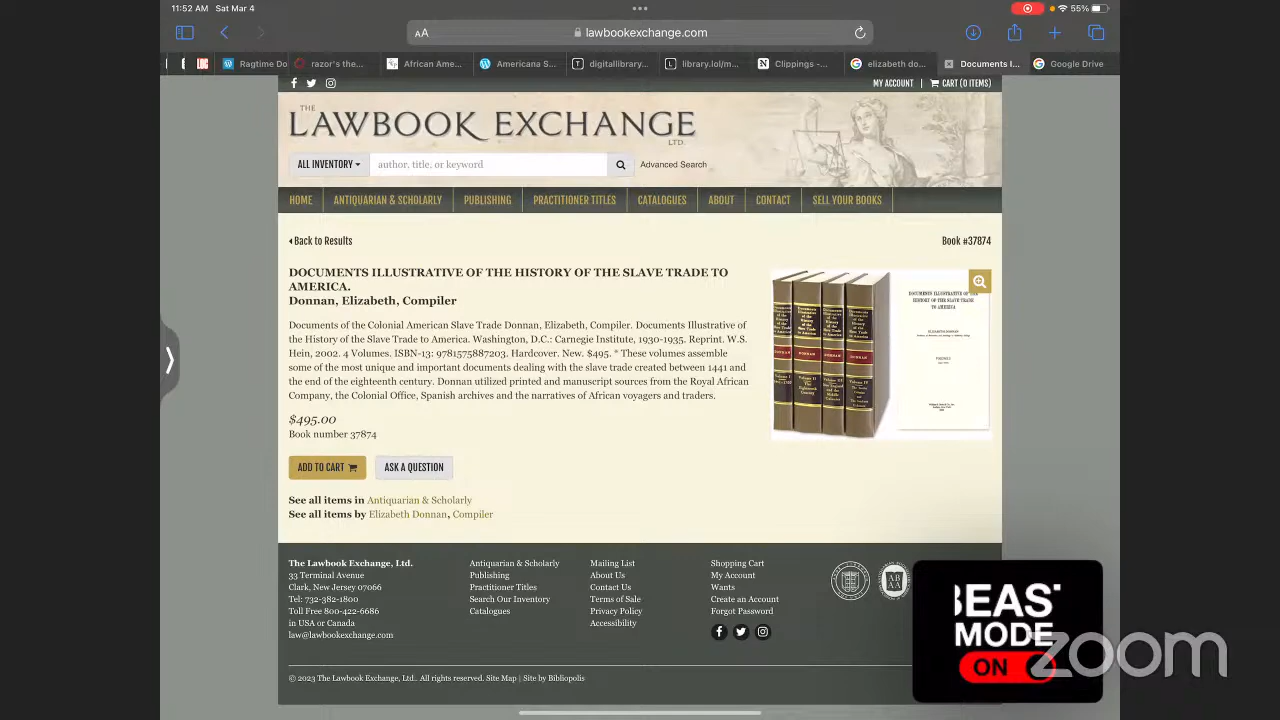 11:52 AM Sat Mar 4
55%
AA
lawbookexchange.com
Ragtime Do
razor's the...
African Ame...
Americana S...
digitallibrary...
library.lol/m...
Clippings -...
elizabeth do...
Documents I...
Google Drive
MY ACCOUNT | CART (0 ITEMS)
THE
LAWBOOK EXCHANGE
LTD.
ALL INVENTORY
author, title, or keyword
Advanced Search
HOME
ANTIQUARIAN & SCHOLARLY
PUBLISHING
PRACTITIONER TITLES
CATALOGUES
ABOUT
CONTACT
SELL YOUR BOOKS
Back to Results
Book #37874
DOCUMENTS ILLUSTRATIVE OF THE HISTORY OF THE SLAVE TRADE TO
AMERICA.
Donnan, Elizabeth, Compiler
Documents of the Colonial American Slave Trade Donnan, Elizabeth, Compiler. Documents Illustrative
of the History of the Slave Trade to America. Washington, D.C.: Carnegie Institute, 1930-1935. Reprint. W.S.
Hein, 2002. 4 Volumes. ISBN-13: 9781575887203. Hardcover. New. $495. * These volumes assemble
some of the most unique and important documents dealing with the slave trade created between 1441 and
the end of the eighteenth century. Donnan utilized printed and manuscript sources from the Royal African
Company, the Colonial Office, Spanish archives and the narratives of African voyagers and traders.
$495.00
Book number 37874
ADD TO CART
ASK A QUESTION
See all items in Antiquarian & Scholarly
See all items by Elizabeth Donnan, Compiler
DOCUMENTS ILLUSTRATIVE OF THE
HISTORY OF THE SLAVE TRADE
TO AMERICA
The Lawbook Exchange, Ltd.
33 Terminal Avenue
Clark, New Jersey 07066
Tel: 732-382-1800
Toll Free 800-422-6686
in USA or Canada
law@lawbookexchange.com
Antiquarian & Scholarly
Publishing
Practitioner Titles
Search Our Inventory
Catalogues
Mailing List
About Us
Contact Us
Terms of Sale
Privacy Policy
Accessibility
Shopping Cart
My Account
Wants
Create an Account
Forgot Password
© 2023 The Lawbook Exchange, Ltd.. All rights reserved. Site Map | Site by Bibliopolis
BEAST
MODE
ON
zoom